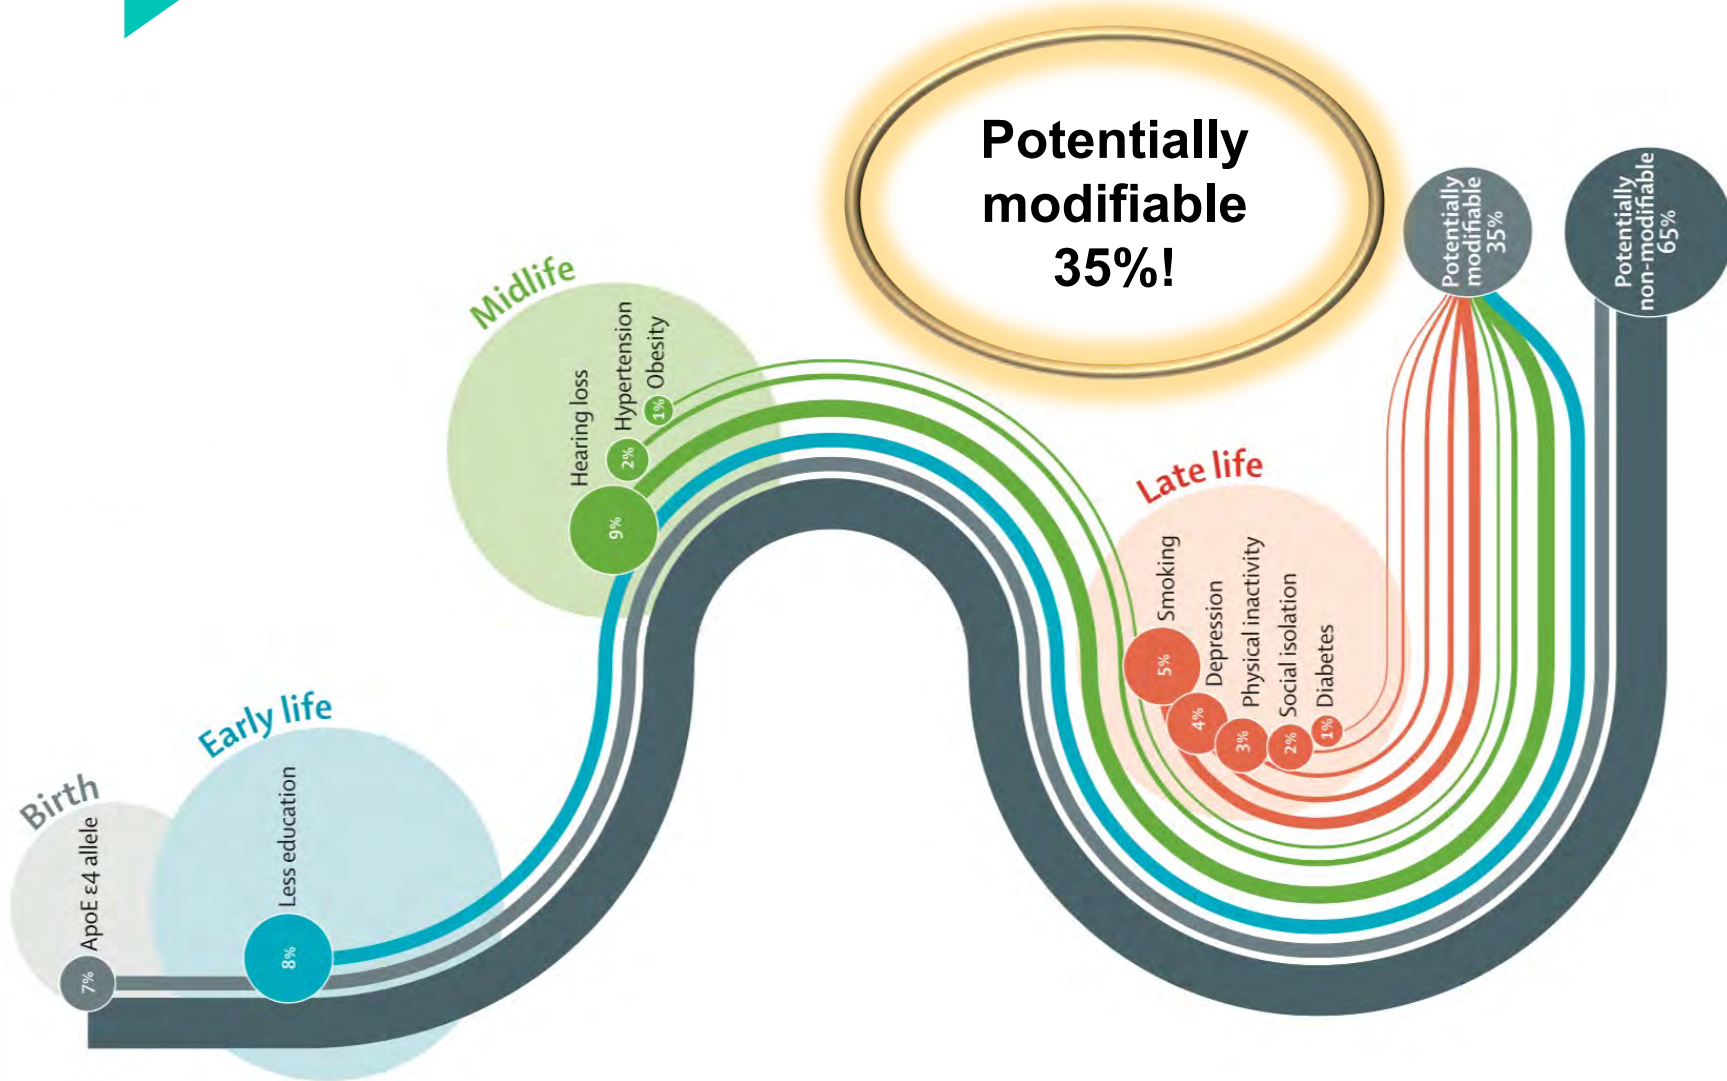 Potentially
modifiable
35%!
Potentially
modifiable
35%
Potentially
non-modifiable
65%
Midlife
Hearing loss
9%
Hypertension
2%
Obesity
1%
Late life
Smoking
5%
Depression
4%
Physical inactivity
3%
Social isolation
2%
Diabetes
1%
Early life
Less education
8%
Birth
ApoE ε4 allele
7%